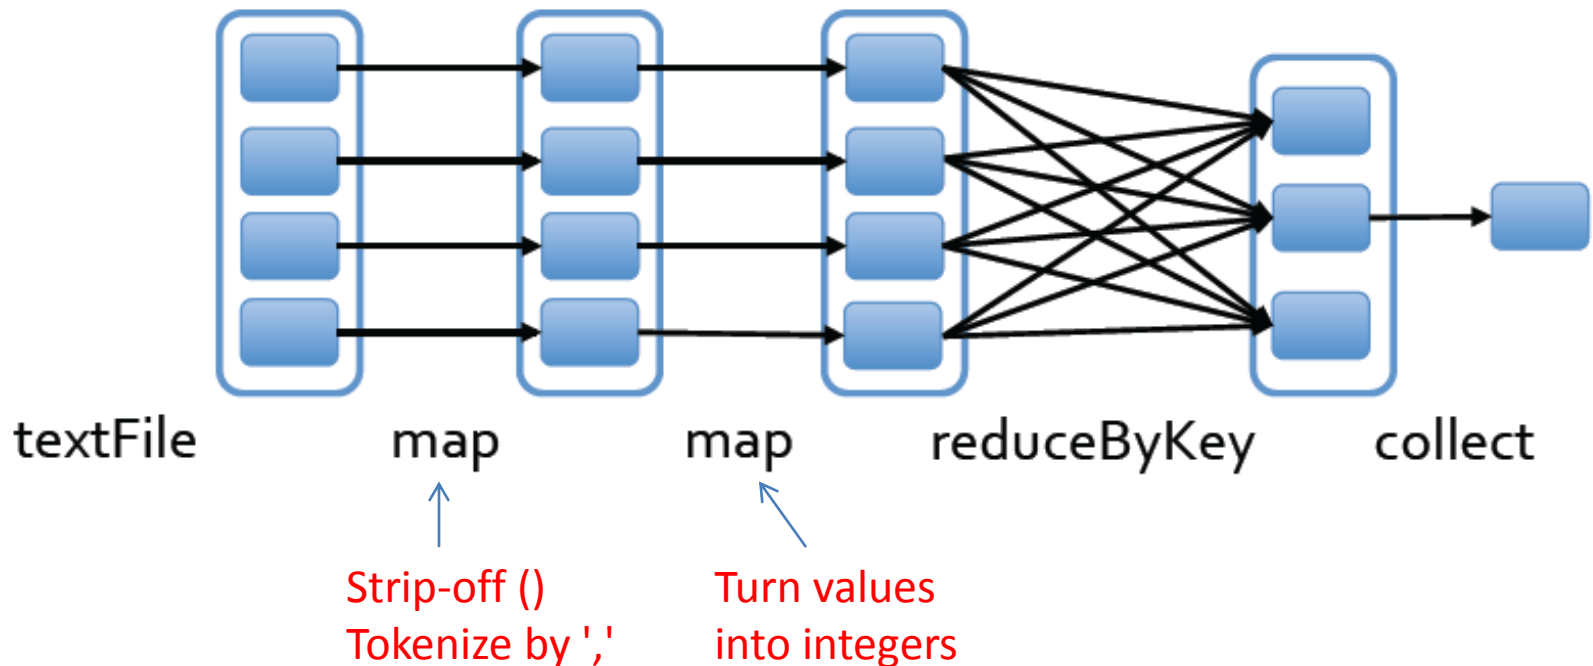 textFile map map reduceByKey collect
Strip-off () Turn values
Tokenize by ',' into integers